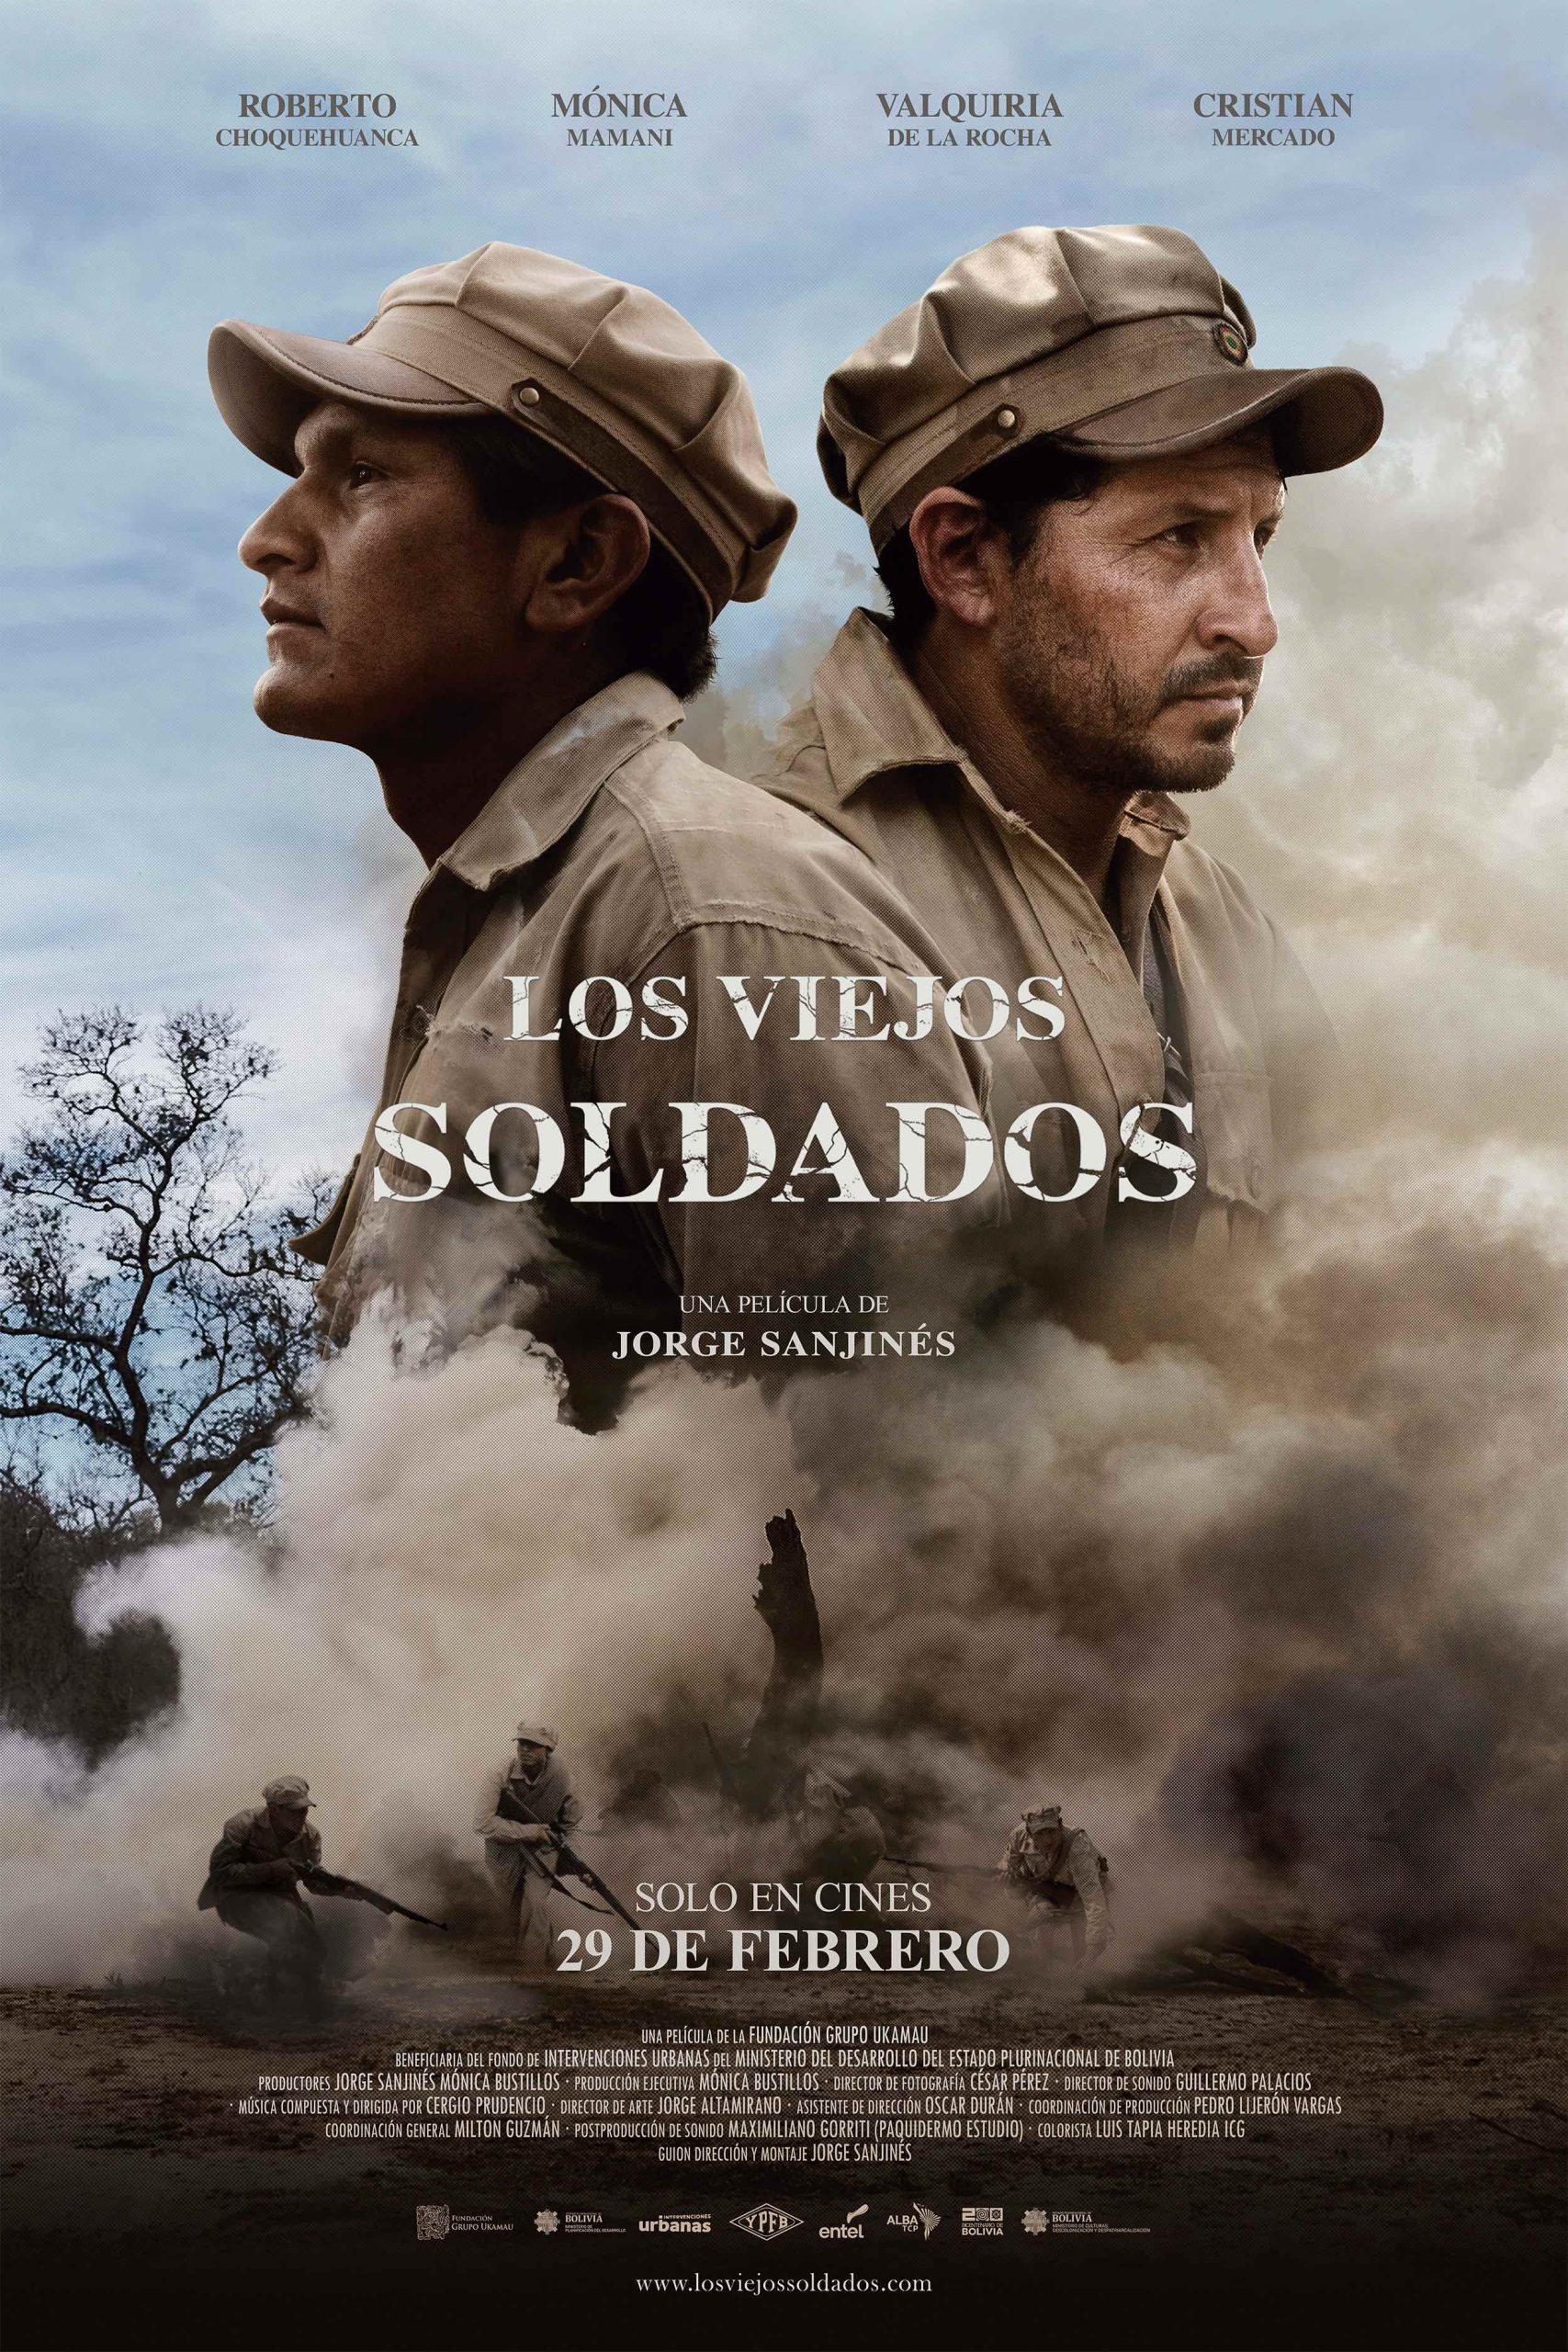 ROBERTO
CHOQUEHUANCA
MÓNICA
MAMANI
VALQUIRIA
DE LA ROCHA
CRISTIAN
MERCADO
LOS VIEJOS
SOLDADOS
UNA PELÍCULA DE
JORGE SANJINÉS
SOLO EN CINES
29 DE FEBRERO
UNA PELÍCULA DE LA FUNDACIÓN GRUPO UKAMAU
BENEFICIARIA DEL FONDO DE INTERVENCIONES URBANAS DEL MINISTERIO DEL DESARROLLO DEL ESTADO PLURINACIONAL DE BOLIVIA
PRODUCTORES JORGE SANJINÉS MÓNICA BUSTILLOS · PRODUCCIÓN EJECUTIVA MÓNICA BUSTILLOS · DIRECTOR DE FOTOGRAFÍA CÉSAR PÉREZ · DIRECTOR DE SONIDO GUILLERMO PALACIOS
· MÚSICA COMPUESTA Y DIRIGIDA POR CERGIO PRUDENCIO · DIRECTOR DE ARTE JORGE ALTAMIRANO · ASISTENTE DE DIRECCIÓN OSCAR DURÁN · COORDINACIÓN DE PRODUCCIÓN PEDRO LIJERÓN VARGAS
COORDINACIÓN GENERAL MILTON GUZMÁN · POSTPRODUCCIÓN DE SONIDO MAXIMILIANO GORRITI (PAQUIDERMO ESTUDIO) · COLORISTA LUIS TAPIA HEREDIA ICG
GUION DIRECCIÓN Y MONTAJE JORGE SANJINÉS
FUNDACIÓN
GRUPO UKAMAU
BOLIVIA
INTERVENCIONES
urbanas
YPFB
entel
ALBA
TCP
200
BICENTENARIO DE
BOLIVIA
BOLIVIA
www.losviejossoldados.com